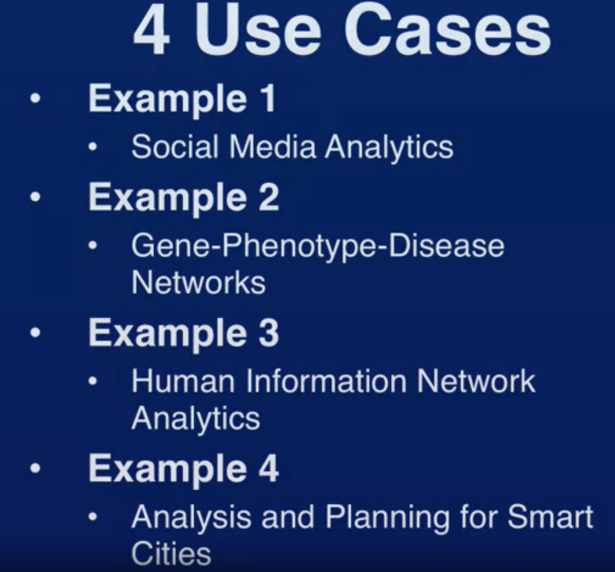 4 Use Cases
• Example 1
• Social Media Analytics
• Example 2
• Gene-Phenotype-Disease
Networks
• Example 3
• Human Information Network
Analytics
• Example 4
• Analysis and Planning for Smart
Cities